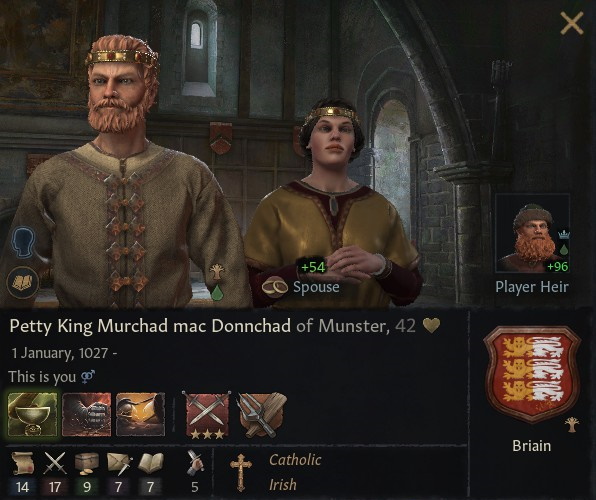 +54
Spouse
+96
Player Heir
Petty King Murchad mac Donnchad of Munster, 42
1 January, 1027 -
This is you
Briain
14 17 9 7 7 5
Catholic
Irish